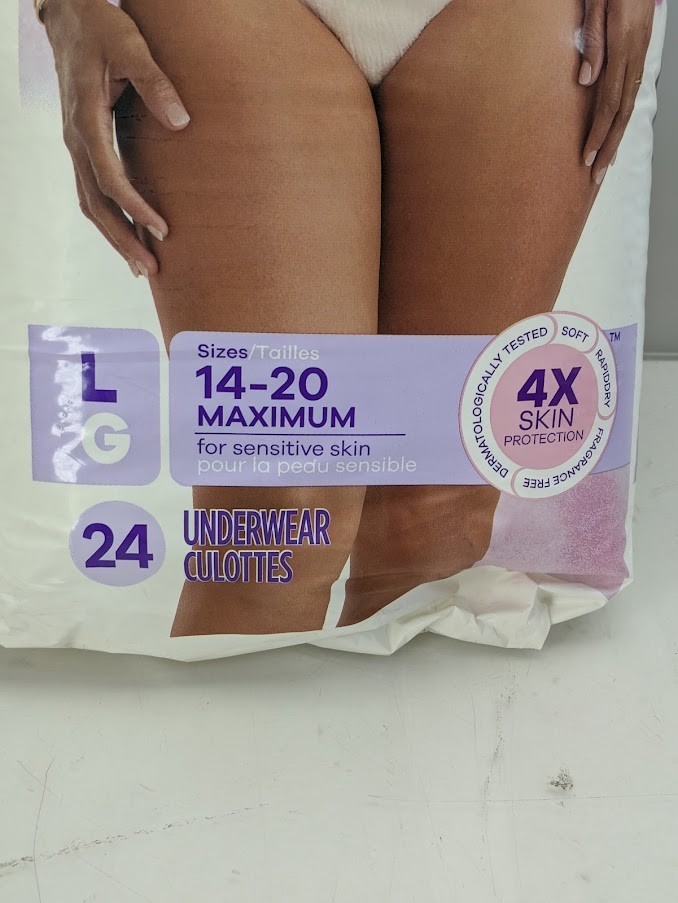 L
G
Sizes/Tailles
14-20
MAXIMUM
for sensitive skin
pour la peau sensible
DERMATOLOGICALLY TESTED
SOFT
RAPIDDRY
FRAGRANCE FREE
4X
SKIN
PROTECTION
TM
24
UNDERWEAR
CULOTTES